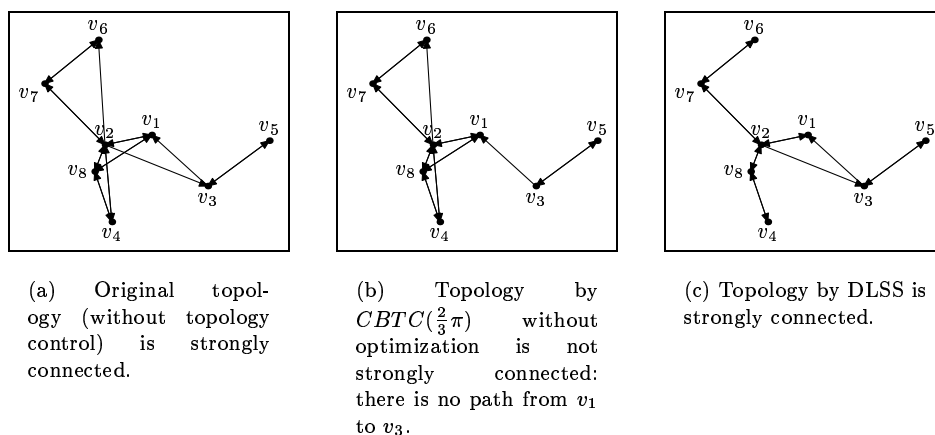 v6
v7
v2
v1
v5
v8
v3
v4
v6
v7
v2
v1
v5
v8
v3
v4
v6
v7
v2
v1
v5
v8
v3
v4
(a) Original topol-
ogy (without topology
control) is strongly
connected.
(b) Topology by
CBTC(2/3 π) without
optimization is not
strongly connected:
there is no path from v1
to v3.
(c) Topology by DLSS is
strongly connected.